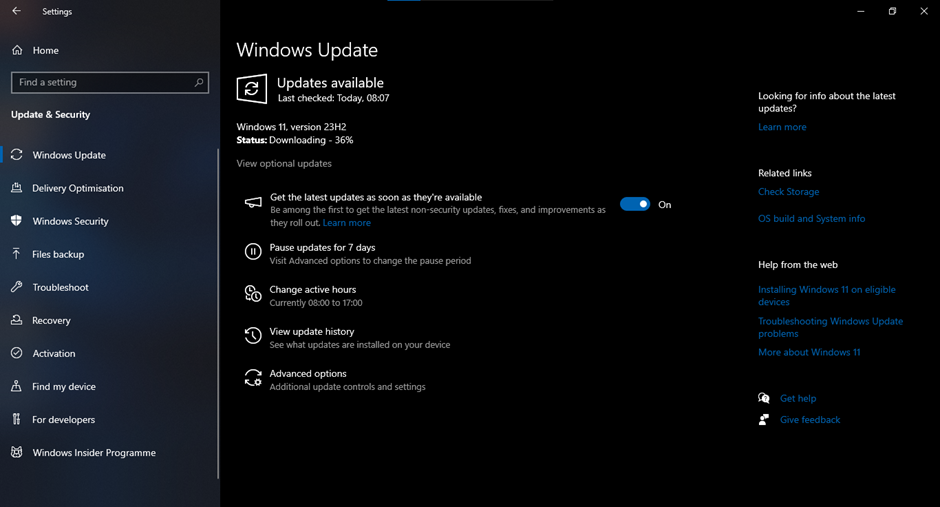 Settings
Home
Find a setting
Update & Security
Windows Update
Delivery Optimisation
Windows Security
Files backup
Troubleshoot
Recovery
Activation
Find my device
For developers
Windows Insider Programme
Windows Update
Updates available
Last checked: Today, 08:07
Windows 11, version 23H2
Status: Downloading - 36%
View optional updates
Get the latest updates as soon as they're available
Be among the first to get the latest non-security updates, fixes, and improvements as
they roll out. Learn more
On
Pause updates for 7 days
Visit Advanced options to change the pause period
Change active hours
Currently 08:00 to 17:00
View update history
See what updates are installed on your device
Advanced options
Additional update controls and settings
Looking for info about the latest
updates?
Learn more
Related links
Check Storage
OS build and System info
Help from the web
Installing Windows 11 on eligible
devices
Troubleshooting Windows Update
problems
More about Windows 11
Get help
Give feedback